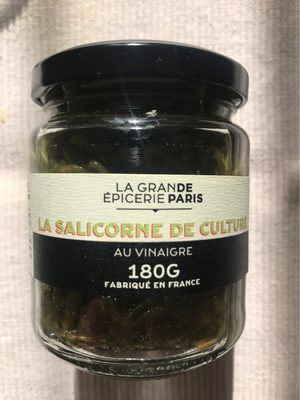 LA GRANDE
ÉPICERIE PARIS
LA SALICORNE DE CULTURE
AU VINAIGRE
180G
FABRIQUÉ EN FRANCE